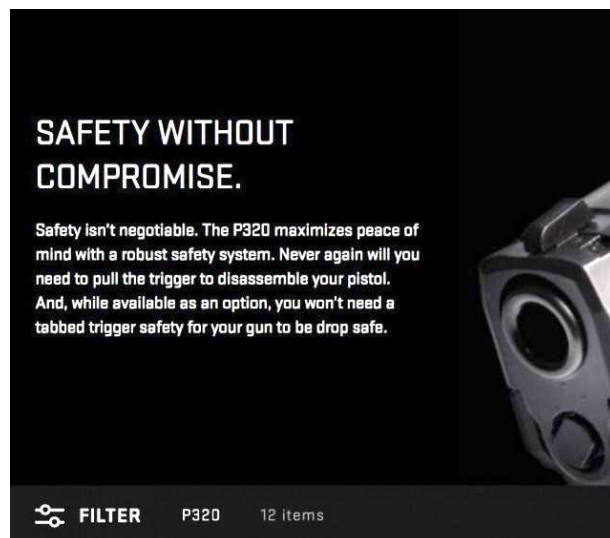 SAFETY WITHOUT
COMPROMISE.
Safety isn't negotiable. The P320 maximizes peace of
mind with a robust safety system. Never again will you
need to pull the trigger to disassemble your pistol.
And, while available as an option, you won't need a
tabbed trigger safety for your gun to be drop safe.
FILTER P320 12 items